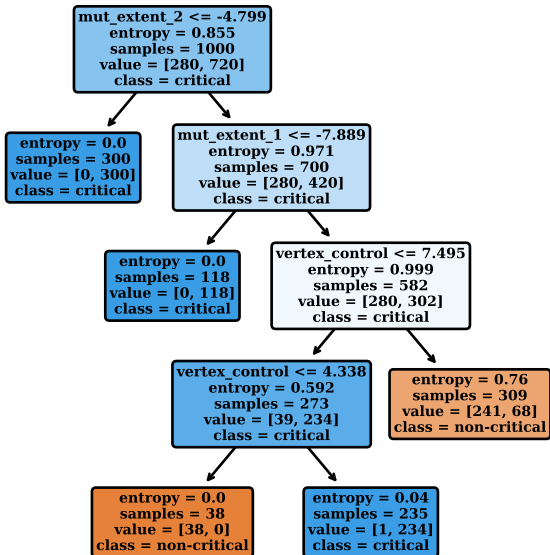 mut_extent_2 <= -4.799
entropy = 0.855
samples = 1000
value = [280, 720]
class = critical
entropy = 0.0
samples = 300
value = [0, 300]
class = critical
mut_extent_1 <= -7.889
entropy = 0.971
samples = 700
value = [280, 420]
class = critical
entropy = 0.0
samples = 118
value = [0, 118]
class = critical
vertex_control <= 7.495
entropy = 0.999
samples = 582
value = [280, 302]
class = critical
vertex_control <= 4.338
entropy = 0.592
samples = 273
value = [39, 234]
class = critical
entropy = 0.76
samples = 309
value = [241, 68]
class = non-critical
entropy = 0.0
samples = 38
value = [38, 0]
class = non-critical
entropy = 0.04
samples = 235
value = [1, 234]
class = critical